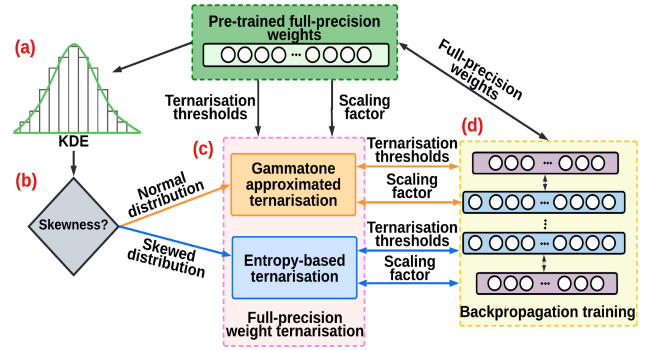 (a)
Pre-trained full-precision
weights
KDE
Ternarisation
thresholds
Scaling
factor
Full-precision
weights
(b)
Skewness?
Normal
distribution
Skewed
distribution
(c)
Gammatone
approximated
ternarisation
Entropy-based
ternarisation
Full-precision
weight ternarisation
Ternarisation
thresholds
Scaling
factor
Ternarisation
thresholds
Scaling
factor
(d)
Backpropagation training